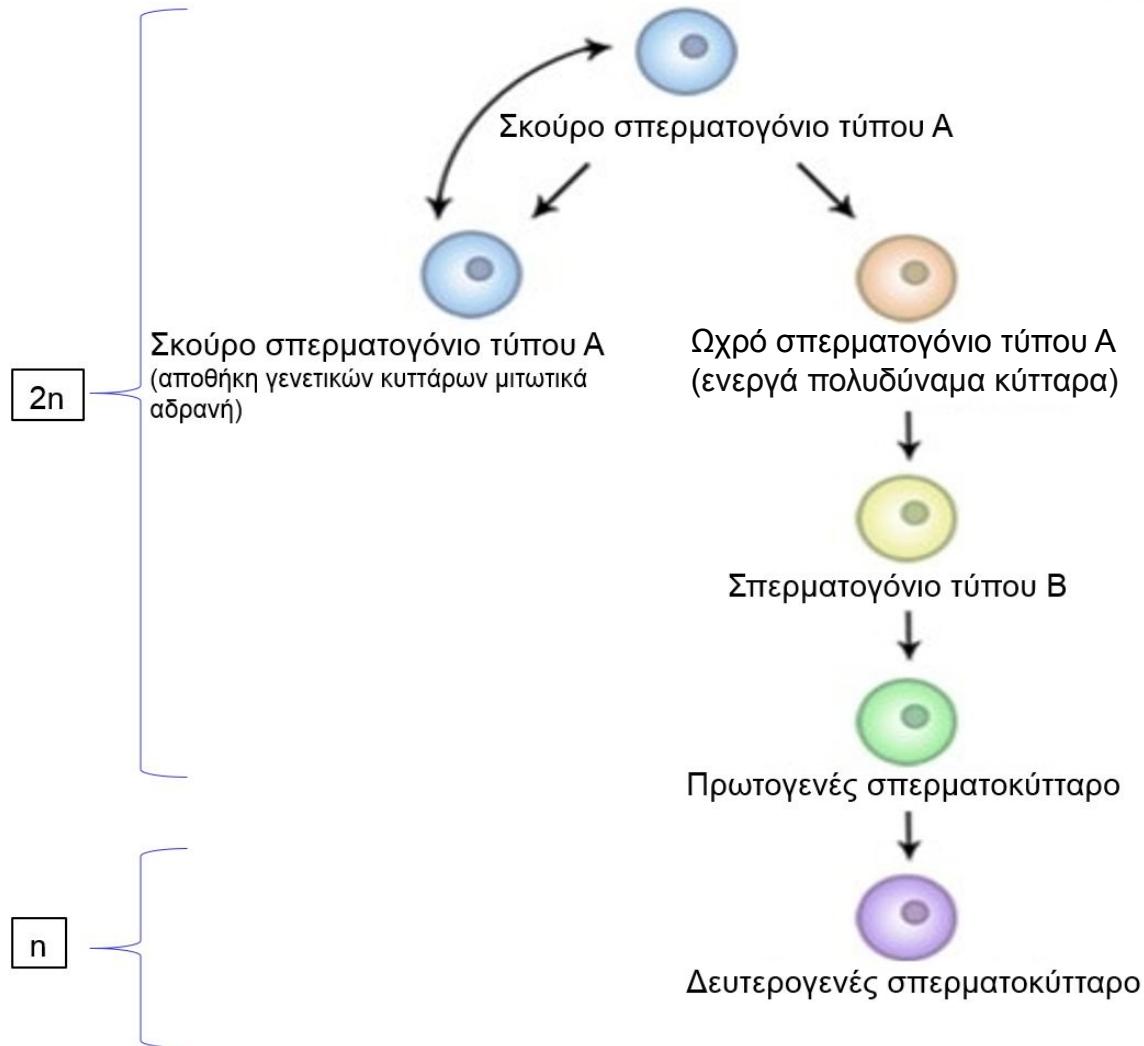 Σκούρο σπερματογόνιο τύπου Α
Σκούρο σπερματογόνιο τύπου Α
(αποθήκη γενετικών κυττάρων μιτωτικά
αδρανή)
Ωχρό σπερματογόνιο τύπου Α
(ενεργά πολυδύναμα κύτταρα)
2n
Σπερματογόνιο τύπου Β
Πρωτογενές σπερματοκύτταρο
n
Δευτερογενές σπερματοκύτταρο